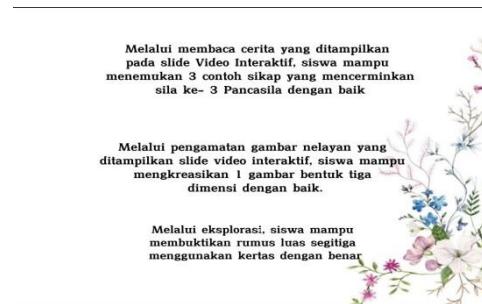 Melalui membaca cerita yang ditampilkan
pada slide Video Interaktif, siswa mampu
menemukan 3 contoh sikap yang mencerminkan
sila ke– 3 Pancasila dengan baik
Melalui pengamatan gambar nelayan yang
ditampilkan slide video interaktif, siswa mampu
mengkreasikan 1 gambar bentuk tiga
dimensi dengan baik.
Melalui eksplorasi, siswa mampu
membuktikan rumus luas segitiga
menggunakan kertas dengan benar